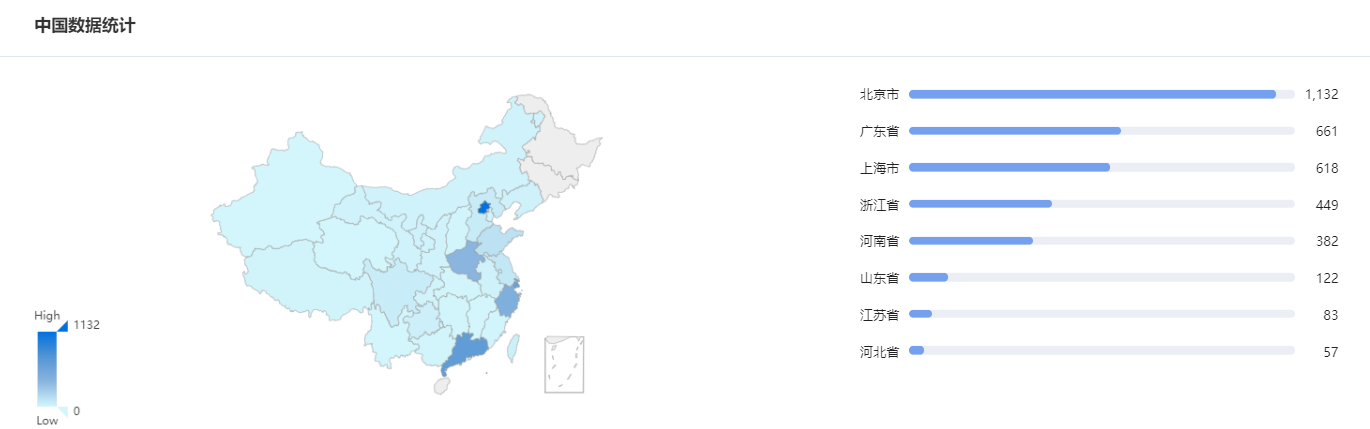 中国数据统计
北京市 1,132
广东省 661
上海市 618
浙江省 449
河南省 382
山东省 122
江苏省 83
河北省 57
High
1132
0
Low